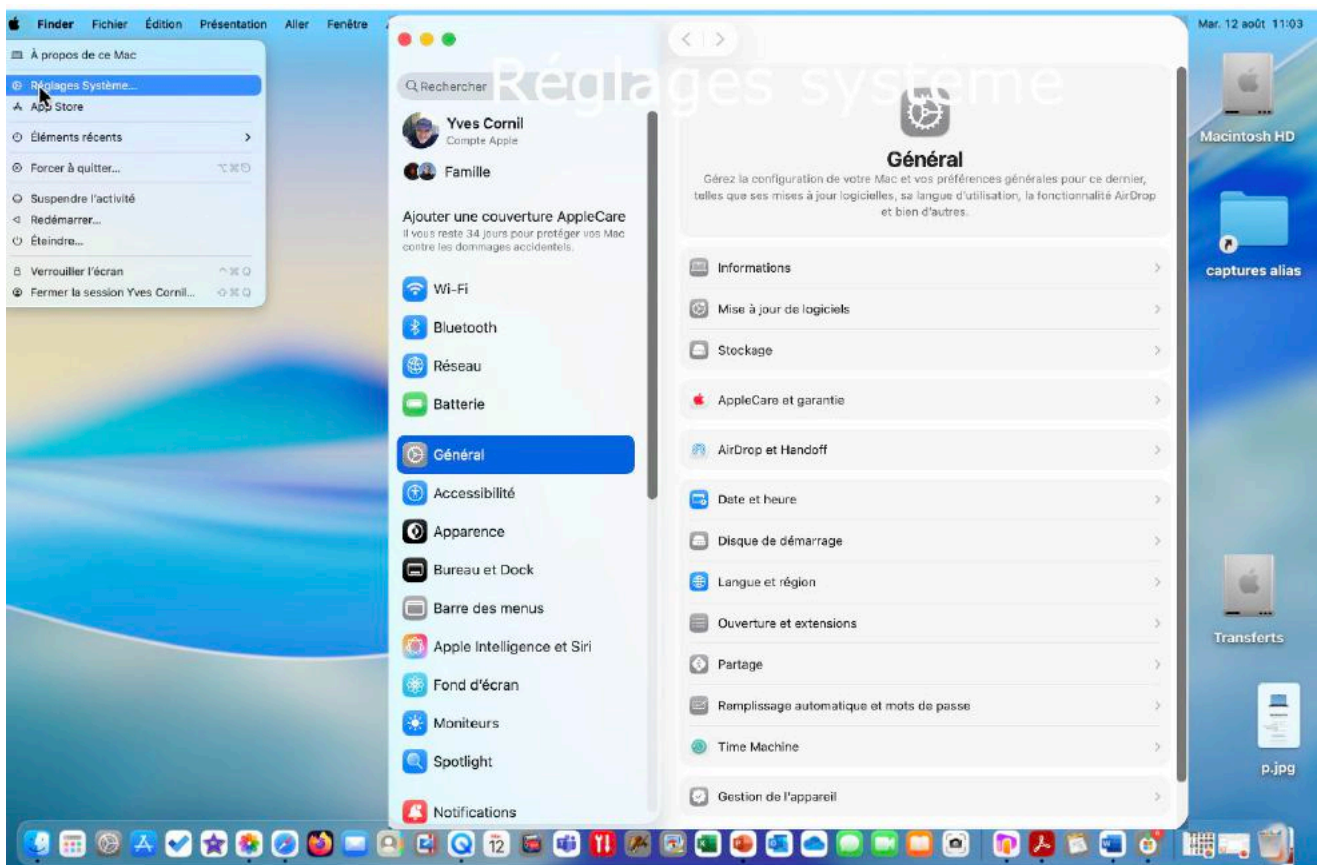 Finder Fichier Édition Présentation Aller Fenêtre
Mar. 12 août 11:03
À propos de ce Mac
Réglages Système...
App Store
Éléments récents
Forcer à quitter...
Suspendre l'activité
Redémarrer...
Éteindre...
Verrouiller l'écran
Fermer la session Yves Cornil...
Réglages système
Rechercher
Yves Cornil
Compte Apple
Famille
Ajouter une couverture AppleCare
Il vous reste 34 jours pour protéger vos Mac
contre les dommages accidentels.
Wi-Fi
Bluetooth
Réseau
Batterie
Général
Accessibilité
Apparence
Bureau et Dock
Barre des menus
Apple Intelligence et Siri
Fond d'écran
Moniteurs
Spotlight
Notifications
Général
Gérez la configuration de votre Mac et vos préférences générales pour ce dernier,
telles que ses mises à jour logicielles, sa langue d'utilisation, la fonctionnalité AirDrop
et bien d'autres.
Informations
Mise à jour de logiciels
Stockage
AppleCare et garantie
AirDrop et Handoff
Date et heure
Disque de démarrage
Langue et région
Ouverture et extensions
Partage
Remplissage automatique et mots de passe
Time Machine
Gestion de l'appareil
Macintosh HD
captures alias
Transferts
p.jpg
12